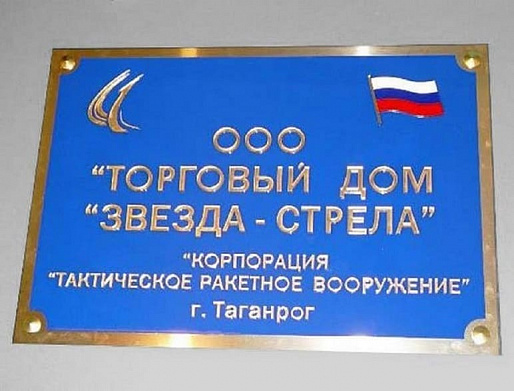 ООО
"ТОРГОВЫЙ ДОМ
"ЗВЕЗДА - СТРЕЛА"
"КОРПОРАЦИЯ
"ТАКТИЧЕСКОЕ РАКЕТНОЕ ВООРУЖЕНИЕ"
г. Таганрог